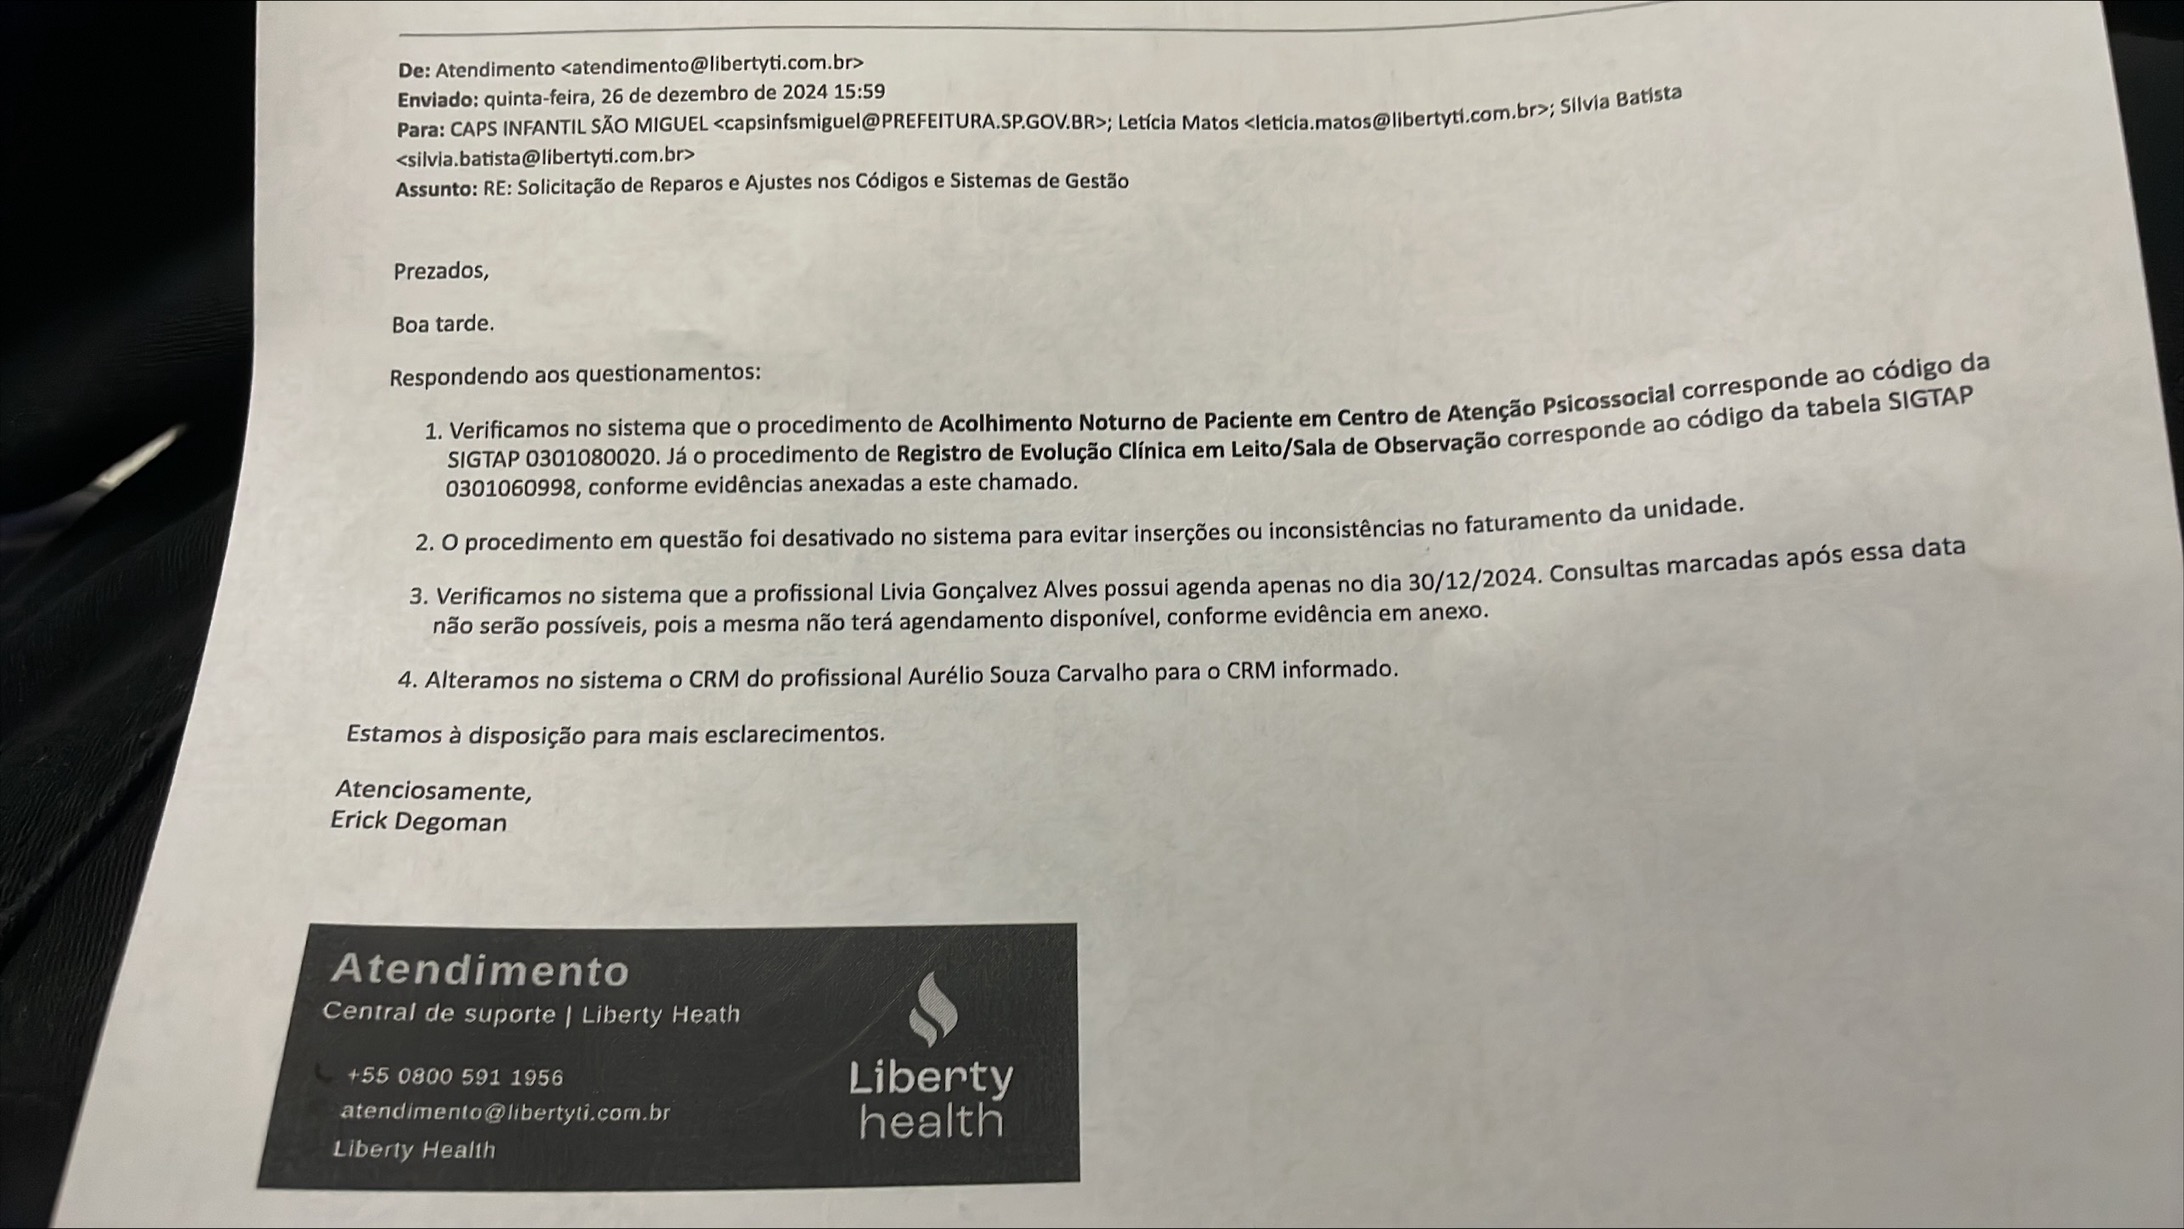 De: Atendimento <atendimento@libertyti.com.br>
Enviado: quinta-feira, 26 de dezembro de 2024 15:59
Para: CAPS INFANTIL SÃO MIGUEL <capsinfsmiguel@PREFEITURA.SP.GOV.BR>; Letícia Matos <leticia.matos@libertyti.com.br>; Silvia Batista
<silvia.batista@libertyti.com.br>
Assunto: RE: Solicitação de Reparos e Ajustes nos Códigos e Sistemas de Gestão
Prezados,
Boa tarde.
Respondendo aos questionamentos:
1. Verificamos no sistema que o procedimento de Acolhimento Noturno de Paciente em Centro de Atenção Psicossocial corresponde ao código da
SIGTAP 0301080020. Já o procedimento de Registro de Evolução Clínica em Leito/Sala de Observação corresponde ao código da tabela SIGTAP
0301060998, conforme evidências anexadas a este chamado.
2. O procedimento em questão foi desativado no sistema para evitar inserções ou inconsistências no faturamento da unidade.
3. Verificamos no sistema que a profissional Livia Gonçalvez Alves possui agenda apenas no dia 30/12/2024. Consultas marcadas após essa data
não serão possíveis, pois a mesma não terá agendamento disponível, conforme evidência em anexo.
4. Alteramos no sistema o CRM do profissional Aurélio Souza Carvalho para o CRM informado.
Estamos à disposição para mais esclarecimentos.
Atenciosamente,
Erick Degoman
Atendimento
Central de suporte | Liberty Heath
+55 0800 591 1956
atendimento@libertyti.com.br
Liberty Health
Liberty
health